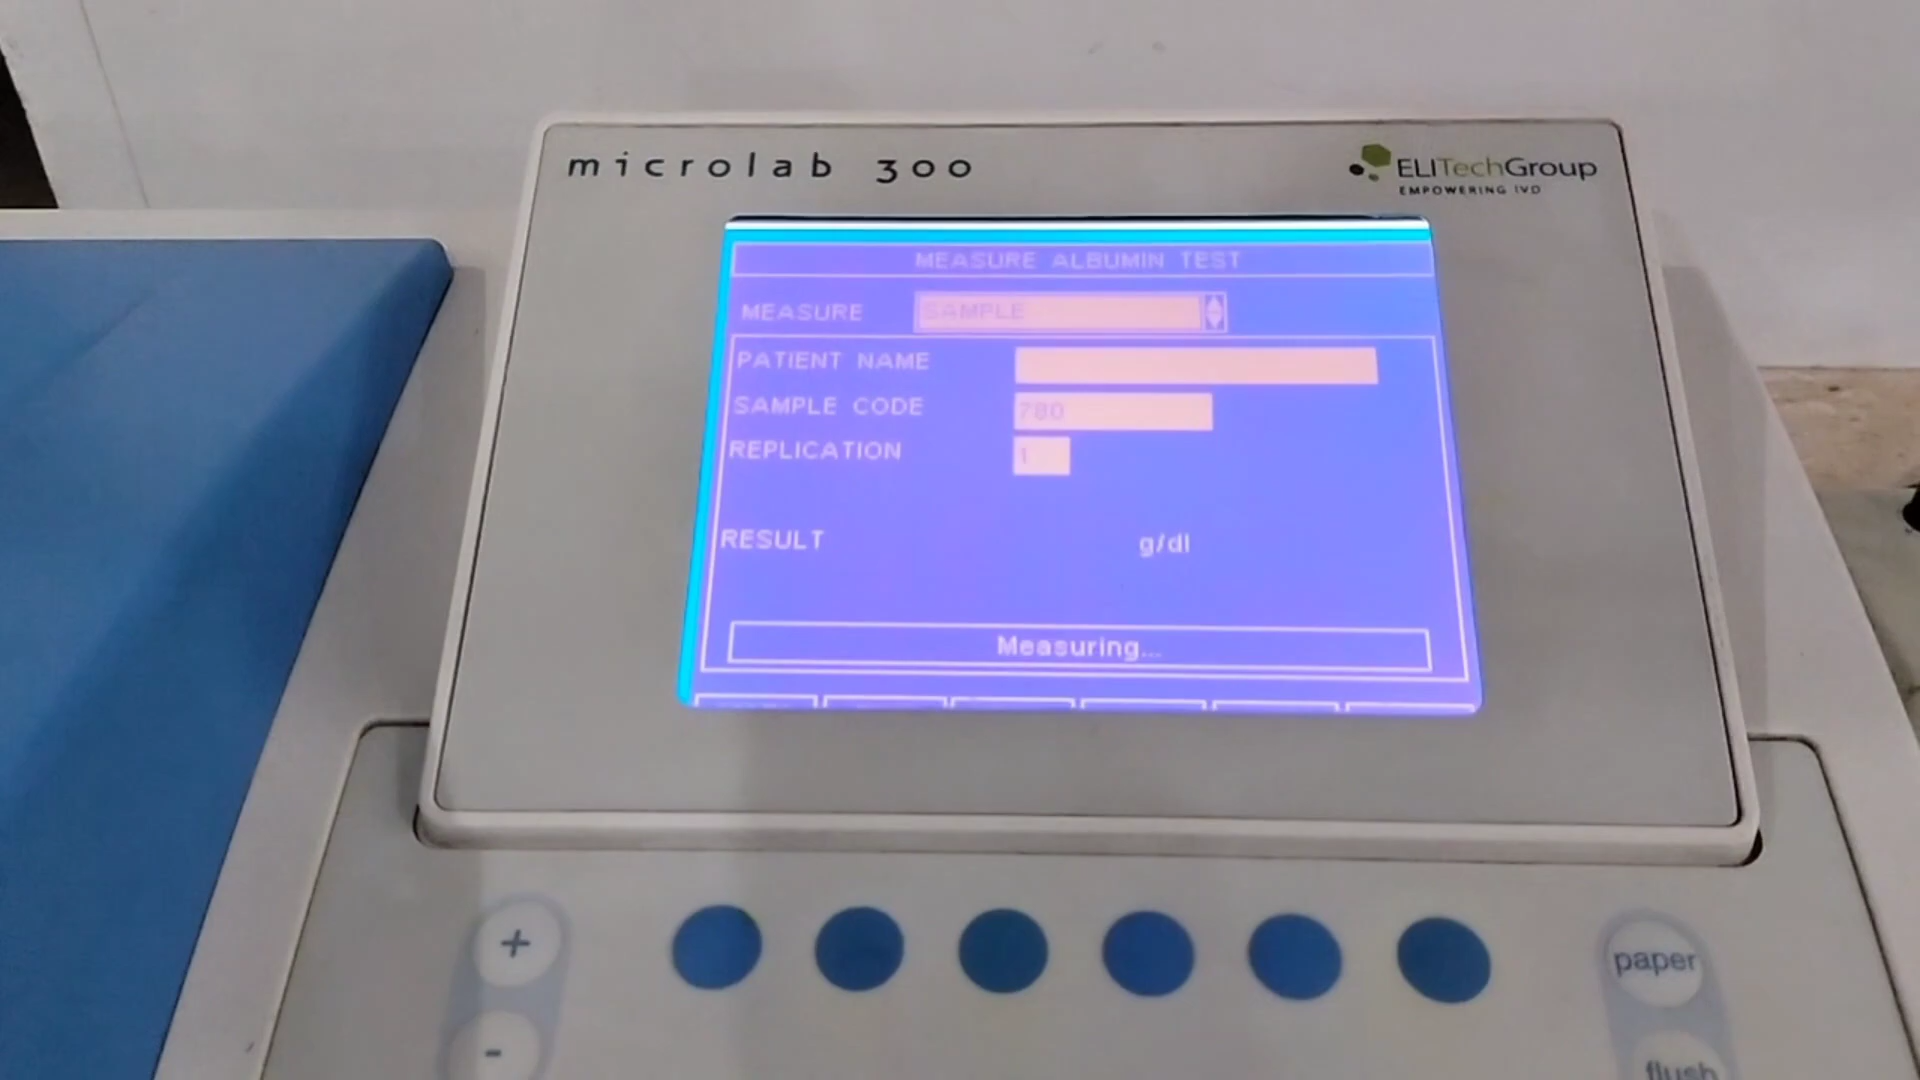 microlab 300
ELITechGroup
EMPOWERING IVD
MEASURE ALBUMIN TEST
MEASURE SAMPLE
PATIENT NAME
SAMPLE CODE 780
REPLICATION 1
RESULT g/dl
Measuring...
+
paper
-
flush